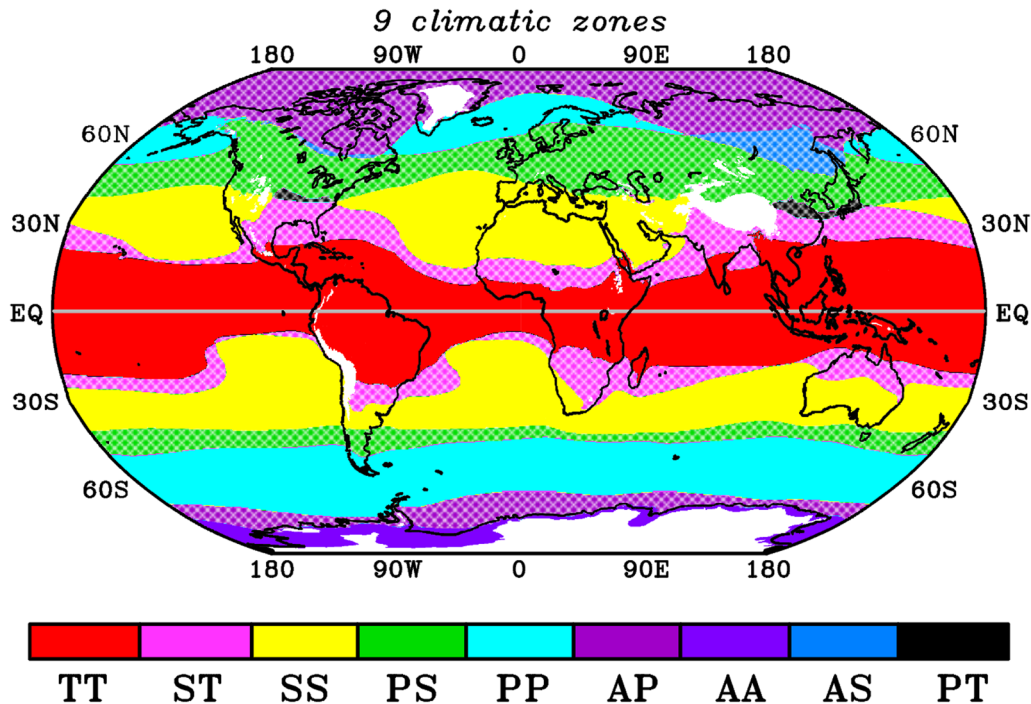 9 climatic zones
180 90W 0 90E 180
60N 60N
30N 30N
EQ EQ
30S 30S
60S 60S
180 90W 0 90E 180
TT ST SS PS PP AP AA AS PT